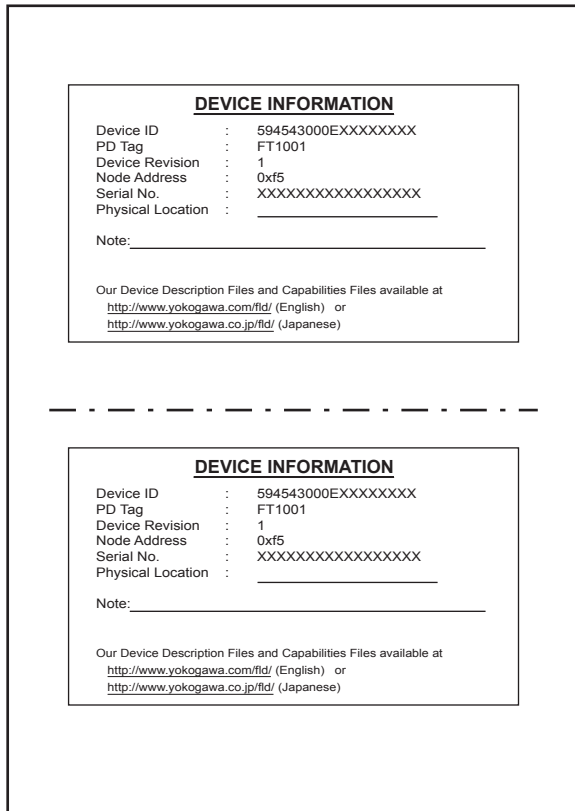 DEVICE INFORMATION
Device ID : 594543000EXXXXXXXX
PD Tag : FT1001
Device Revision : 1
Node Address : 0xf5
Serial No. : XXXXXXXXXXXXXXXXX
Physical Location :
Note:
Our Device Description Files and Capabilities Files available at
http://www.yokogawa.com/fld/ (English) or
http://www.yokogawa.co.jp/fld/ (Japanese)
DEVICE INFORMATION
Device ID : 594543000EXXXXXXXX
PD Tag : FT1001
Device Revision : 1
Node Address : 0xf5
Serial No. : XXXXXXXXXXXXXXXXX
Physical Location :
Note:
Our Device Description Files and Capabilities Files available at
http://www.yokogawa.com/fld/ (English) or
http://www.yokogawa.co.jp/fld/ (Japanese)